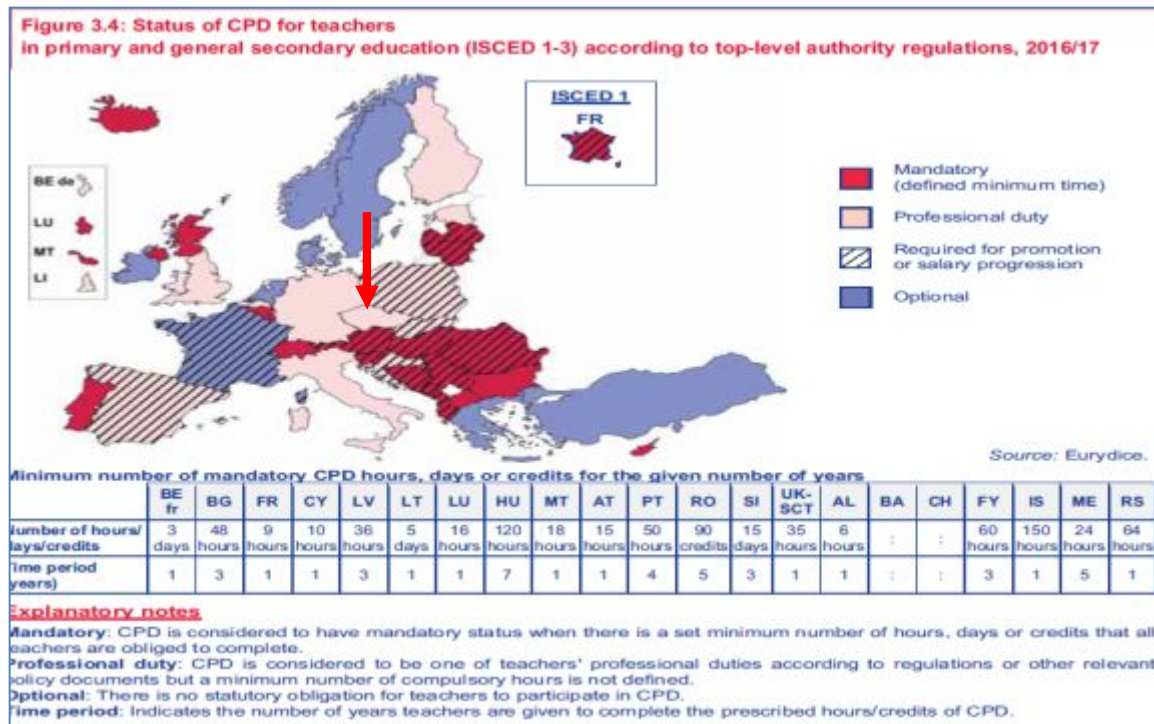 Figure 3.4: Status of CPD for teachers
in primary and general secondary education (ISCED 1-3) according to top-level authority regulations, 2016/17
ISCED 1
FR
BE de
LU
MT
LI
Mandatory
(defined minimum time)
Professional duty
Required for promotion
or salary progression
Optional
Source: Eurydice.
Minimum number of mandatory CPD hours, days or credits for the given number of years
BE fr BG FR CY LV LT LU HU MT AT PT RO SI UK-SCT AL BA CH FY IS ME RS
Number of hours/ days/credits 3 days 48 hours 9 hours 10 hours 36 hours 5 days 16 hours 120 hours 18 hours 15 hours 50 hours 90 credits 15 days 35 hours 6 hours : : 60 hours 150 hours 24 hours 64 hours
Time period years) 1 3 1 1 3 1 1 7 1 1 4 5 3 1 1 : : 3 1 5 1
Explanatory notes
Mandatory: CPD is considered to have mandatory status when there is a set minimum number of hours, days or credits that all
teachers are obliged to complete.
Professional duty: CPD is considered to be one of teachers' professional duties according to regulations or other relevant
policy documents but a minimum number of compulsory hours is not defined.
Optional: There is no statutory obligation for teachers to participate in CPD.
Time period: Indicates the number of years teachers are given to complete the prescribed hours/credits of CPD.